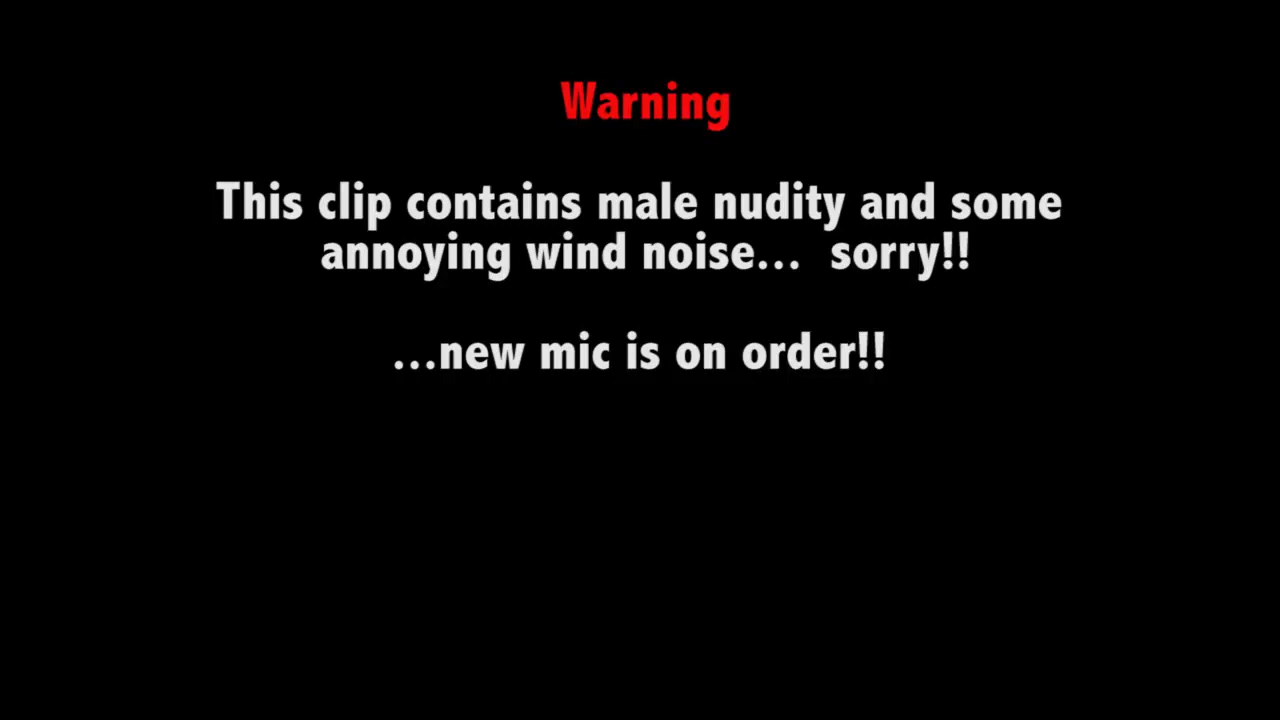 Warning
This clip contains male nudity and some
annoying wind noise...  sorry!!
...new mic is on order!!